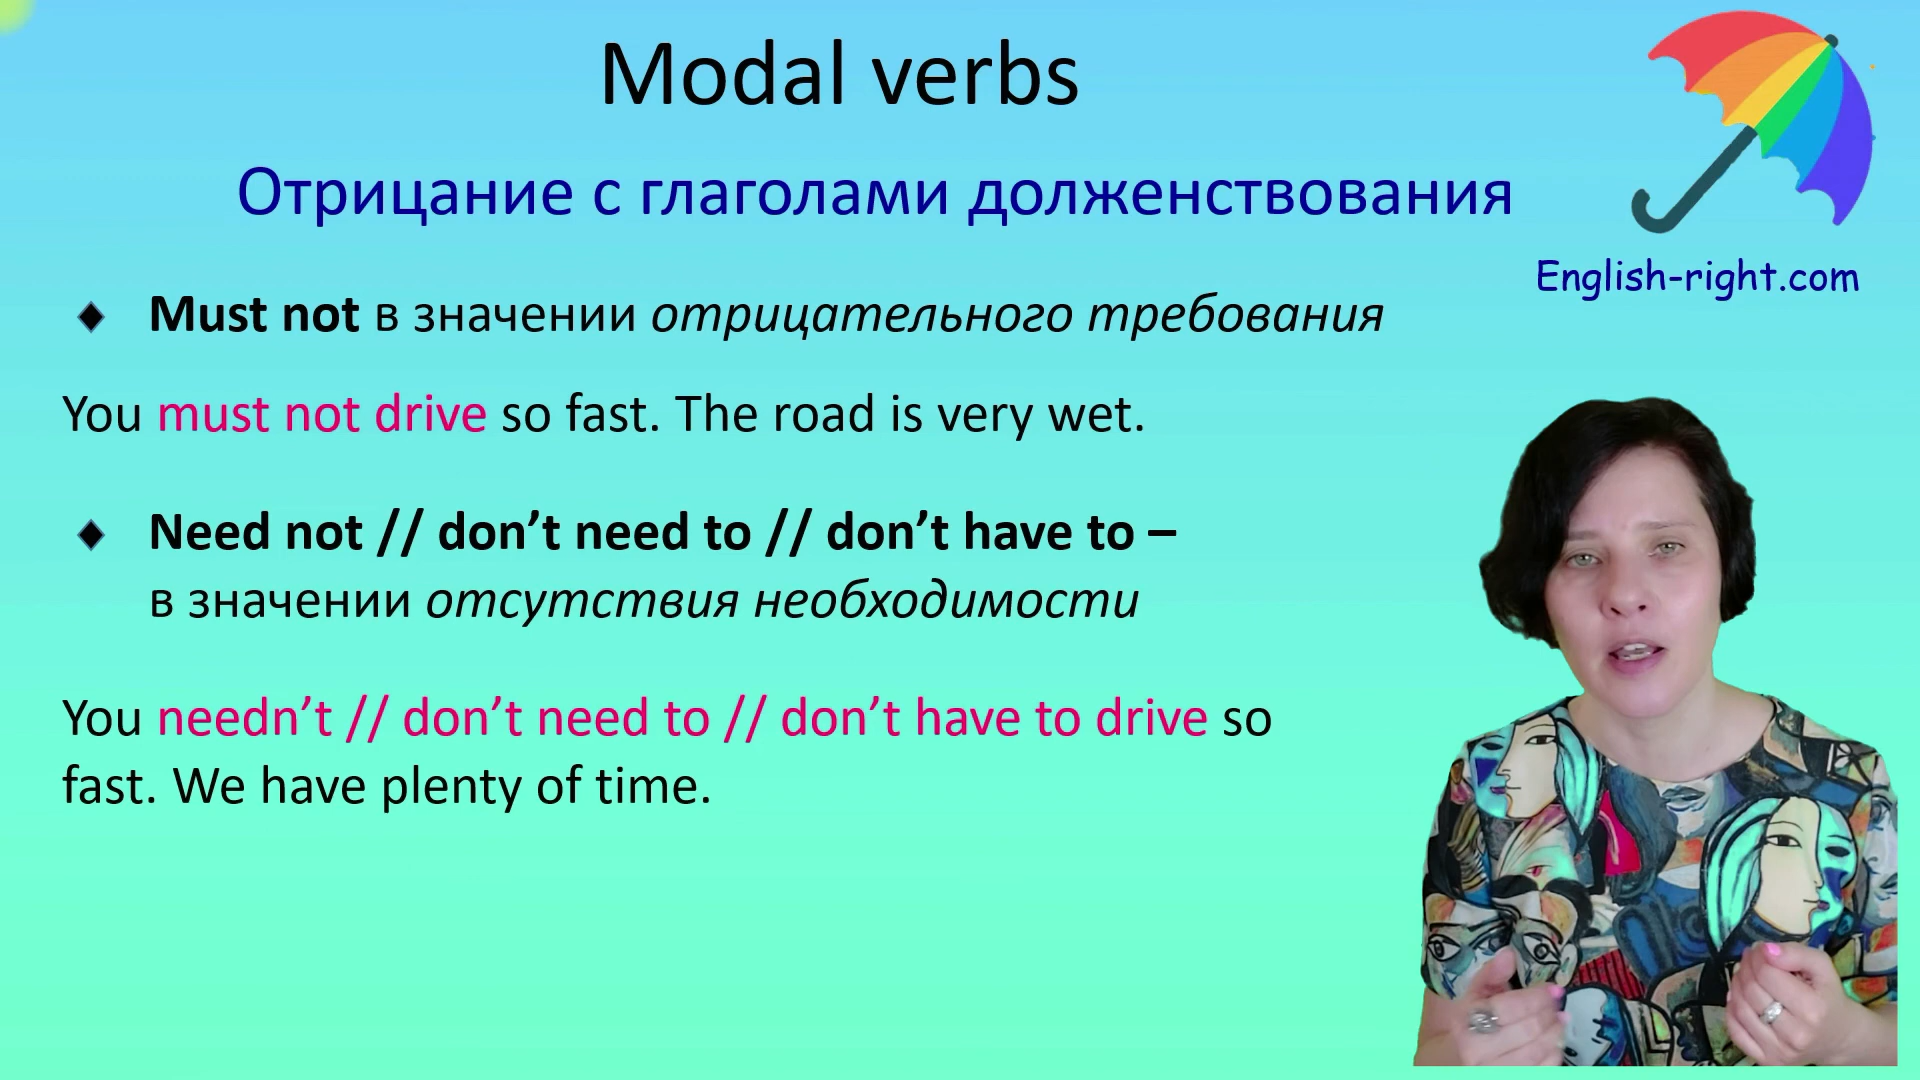 Modal verbs
Отрицание с глаголами долженствования
English-right.com
Must not в значении отрицательного требования
You must not drive so fast. The road is very wet.
Need not // don’t need to // don’t have to –
в значении отсутствия необходимости
You needn’t // don’t need to // don’t have to drive so
fast. We have plenty of time.